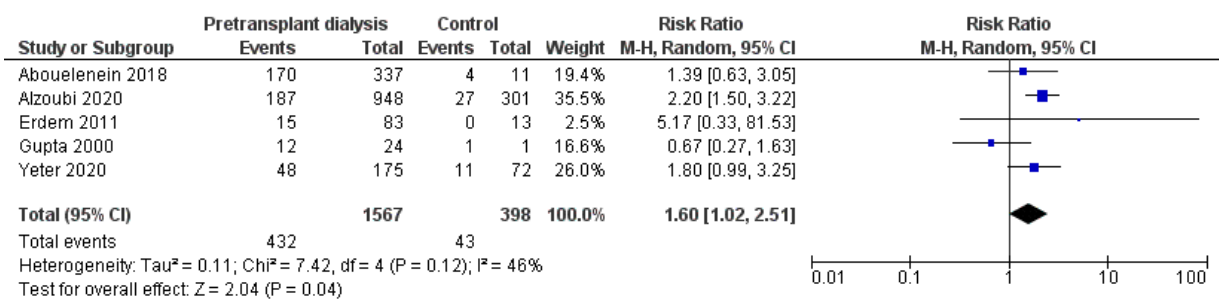 Pretransplant dialysis Control Risk Ratio Risk Ratio
Study or Subgroup Events Total Events Total Weight M-H, Random, 95% CI M-H, Random, 95% CI
Abouelenein 2018 170 337 4 11 19.4% 1.39 [0.63, 3.05]
Alzoubi 2020 187 948 27 301 35.5% 2.20 [1.50, 3.22]
Erdem 2011 15 83 0 13 2.5% 5.17 [0.33, 81.53]
Gupta 2000 12 24 1 1 16.6% 0.67 [0.27, 1.63]
Yeter 2020 48 175 11 72 26.0% 1.80 [0.99, 3.25]
Total (95% CI) 1567 398 100.0% 1.60 [1.02, 2.51]
Total events 432 43
Heterogeneity: Tau² = 0.11; Chi² = 7.42, df = 4 (P = 0.12); I² = 46%
Test for overall effect: Z = 2.04 (P = 0.04)
0.01 0.1 1 10 100